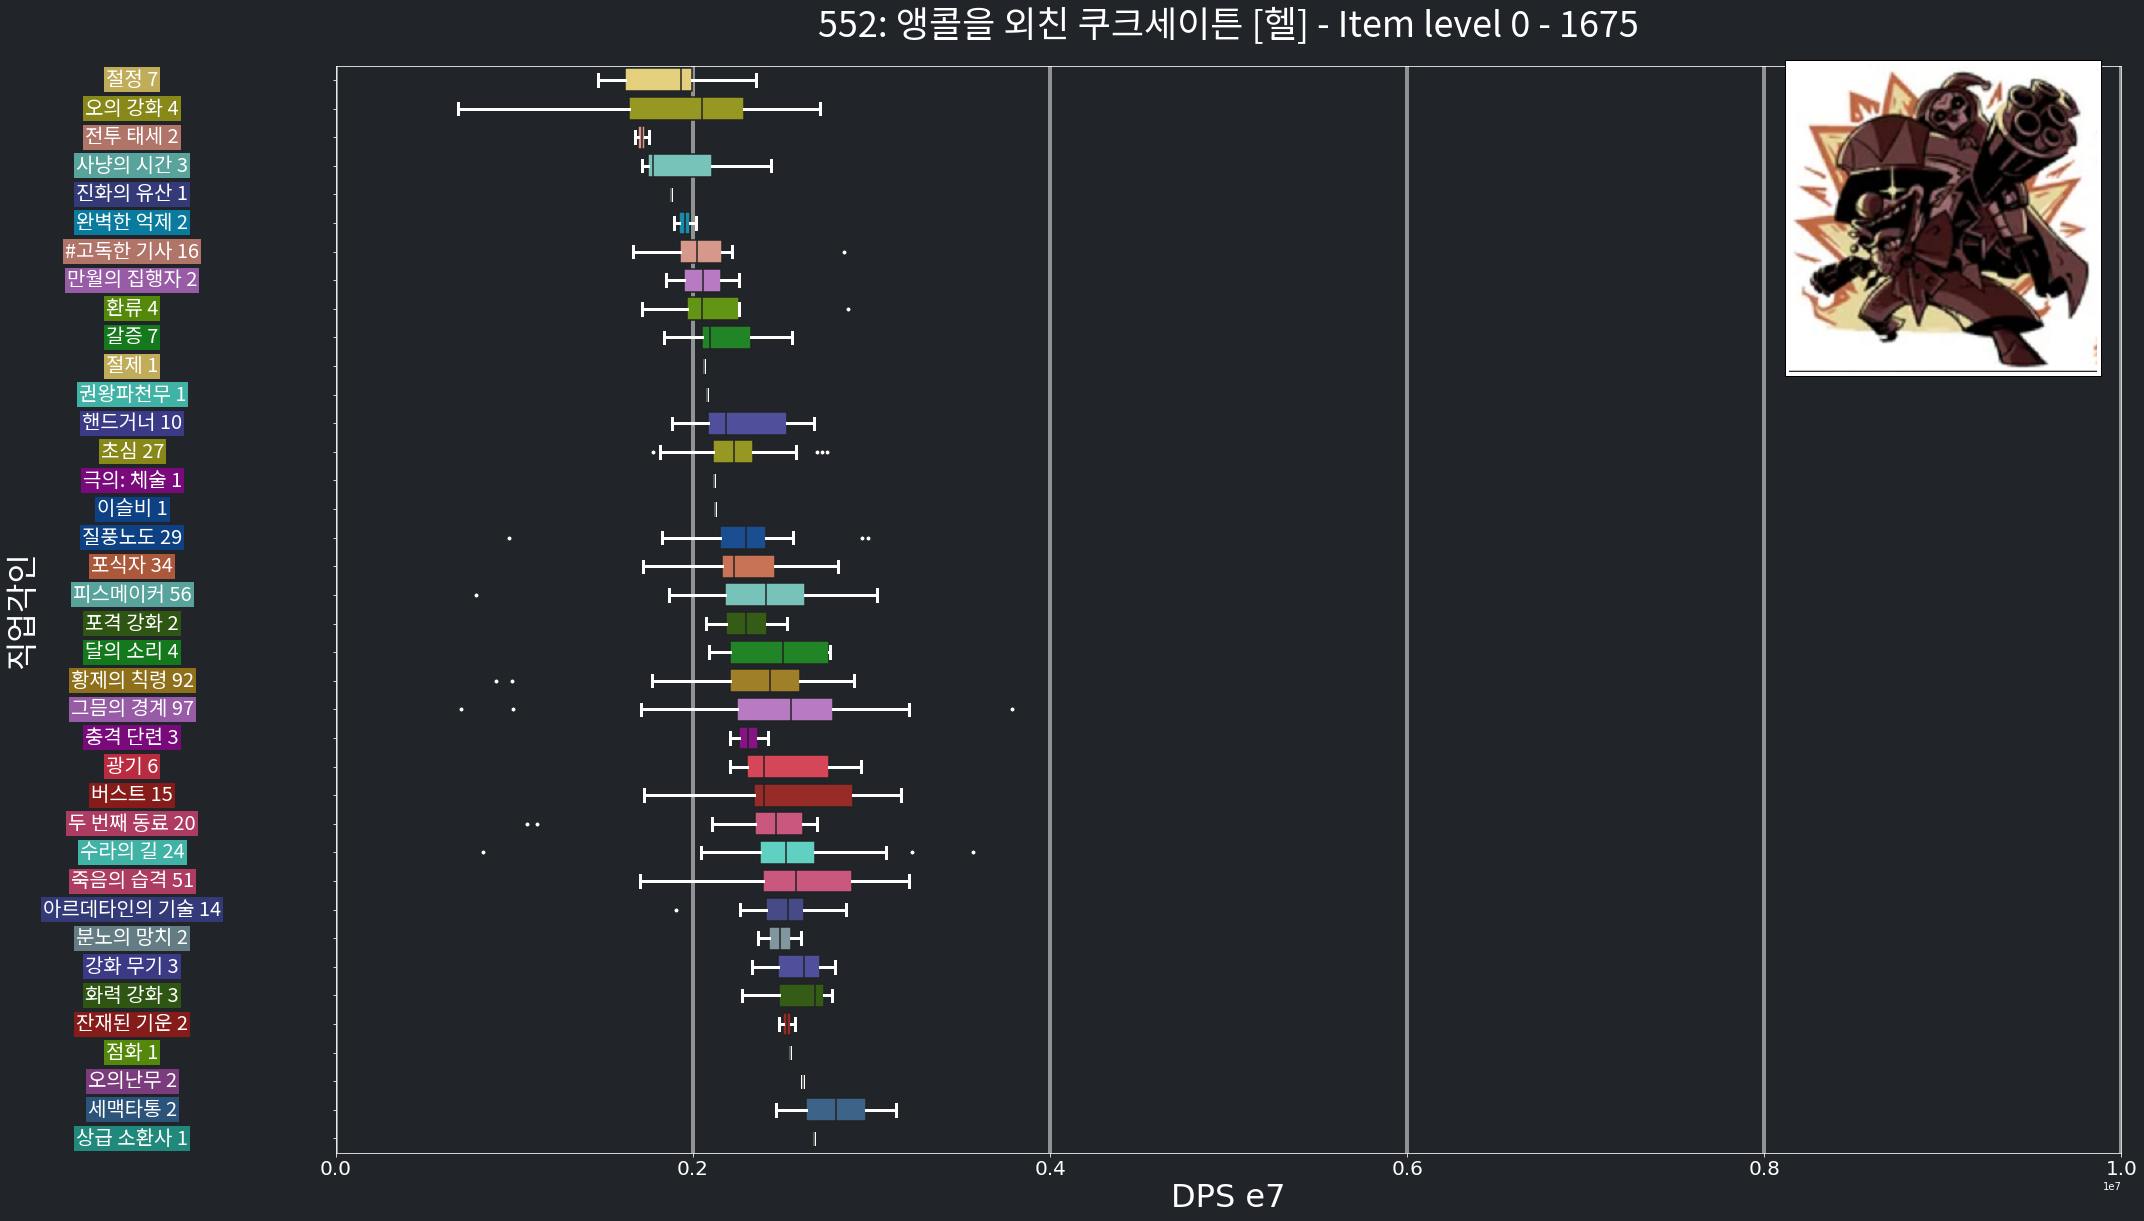 552: 앵콜을 외친 쿠크세이튼 [헬] - Item level 0 - 1675
절정 7
오의 강화 4
전투 태세 2
사냥의 시간 3
진화의 유산 1
완벽한 억제 2
#고독한 기사 16
만월의 집행자 2
환류 4
갈증 7
절제 1
권왕파천무 1
핸드거너 10
초심 27
극의: 체술 1
이슬비 1
질풍노도 29
포식자 34
피스메이커 56
포격 강화 2
달의 소리 4
황제의 칙령 92
그믐의 경계 97
충격 단련 3
광기 6
버스트 15
두 번째 동료 20
수라의 길 24
죽음의 습격 51
아르데타인의 기술 14
분노의 망치 2
강화 무기 3
화력 강화 3
잔재된 기운 2
점화 1
오의난무 2
세맥타통 2
상급 소환사 1
직업각인
0.0 0.2 0.4 0.6 0.8 1.0
1e7
DPS e7